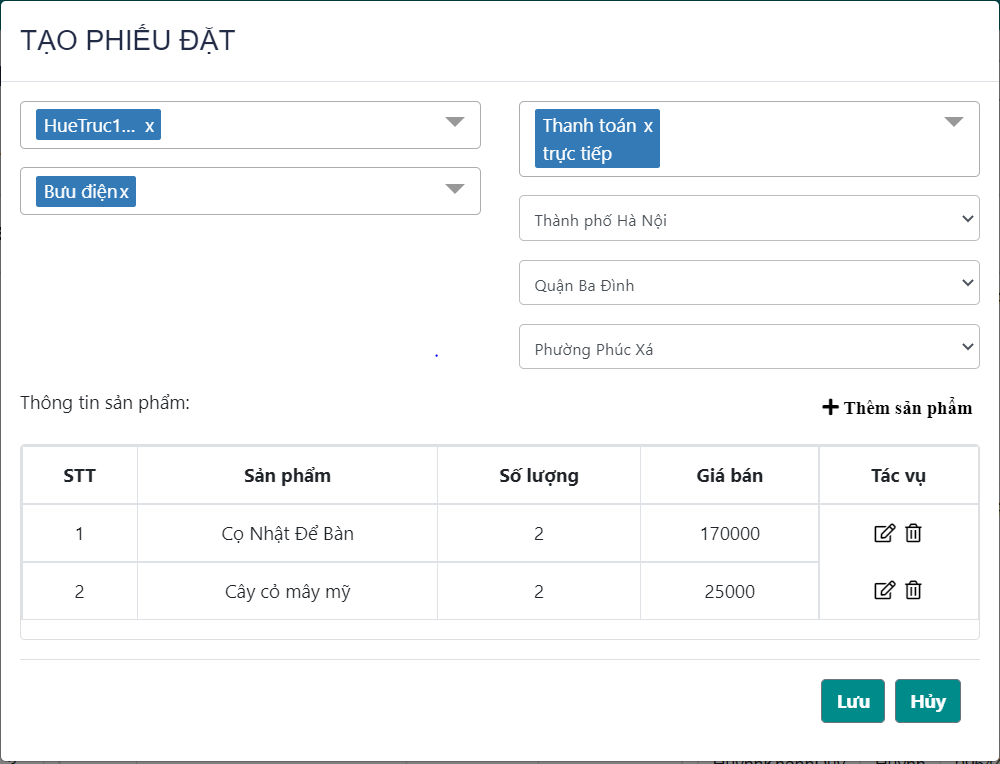 TẠO PHIẾU ĐẶT
HueTruc1... x
Thanh toán x
trực tiếp
Bưu điện x
Thành phố Hà Nội
Quận Ba Đình
Phường Phúc Xá
Thông tin sản phẩm:
+ Thêm sản phẩm
STT Sản phẩm Số lượng Giá bán Tác vụ
1 Cọ Nhật Để Bàn 2 170000
2 Cây cỏ mây mỹ 2 25000
Lưu Hủy